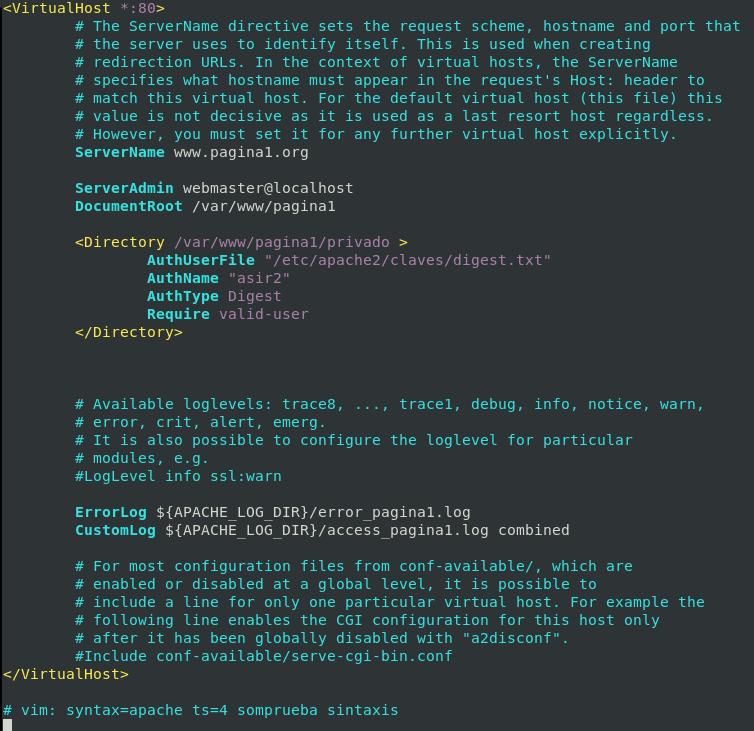 <VirtualHost *:80>
# The ServerName directive sets the request scheme, hostname and port that
# the server uses to identify itself. This is used when creating
# redirection URLs. In the context of virtual hosts, the ServerName
# specifies what hostname must appear in the request's Host: header to
# match this virtual host. For the default virtual host (this file) this
# value is not decisive as it is used as a last resort host regardless.
# However, you must set it for any further virtual host explicitly.
ServerName www.pagina1.org
ServerAdmin webmaster@localhost
DocumentRoot /var/www/pagina1
<Directory /var/www/pagina1/privado >
AuthUserFile "/etc/apache2/claves/digest.txt"
AuthName "asir2"
AuthType Digest
Require valid-user
</Directory>
# Available loglevels: trace8, ..., trace1, debug, info, notice, warn,
# error, crit, alert, emerg.
# It is also possible to configure the loglevel for particular
# modules, e.g.
#LogLevel info ssl:warn
ErrorLog ${APACHE_LOG_DIR}/error_pagina1.log
CustomLog ${APACHE_LOG_DIR}/access_pagina1.log combined
# For most configuration files from conf-available/, which are
# enabled or disabled at a global level, it is possible to
# include a line for only one particular virtual host. For example the
# following line enables the CGI configuration for this host only
# after it has been globally disabled with "a2disconf".
#Include conf-available/serve-cgi-bin.conf
</VirtualHost>
# vim: syntax=apache ts=4 somprueba sintaxis